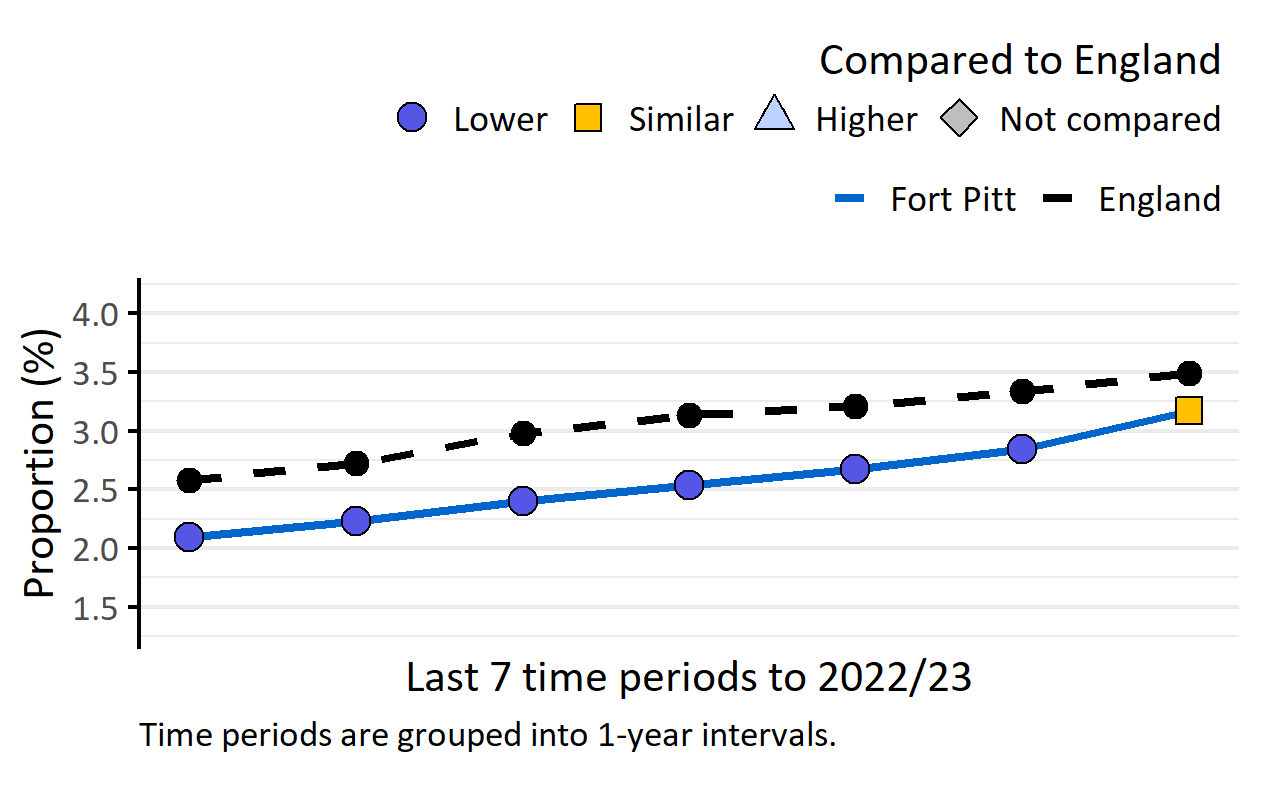 Compared to England
Lower Similar Higher Not compared
Fort Pitt England
Proportion (%)
4.0
3.5
3.0
2.5
2.0
1.5
Last 7 time periods to 2022/23
Time periods are grouped into 1-year intervals.